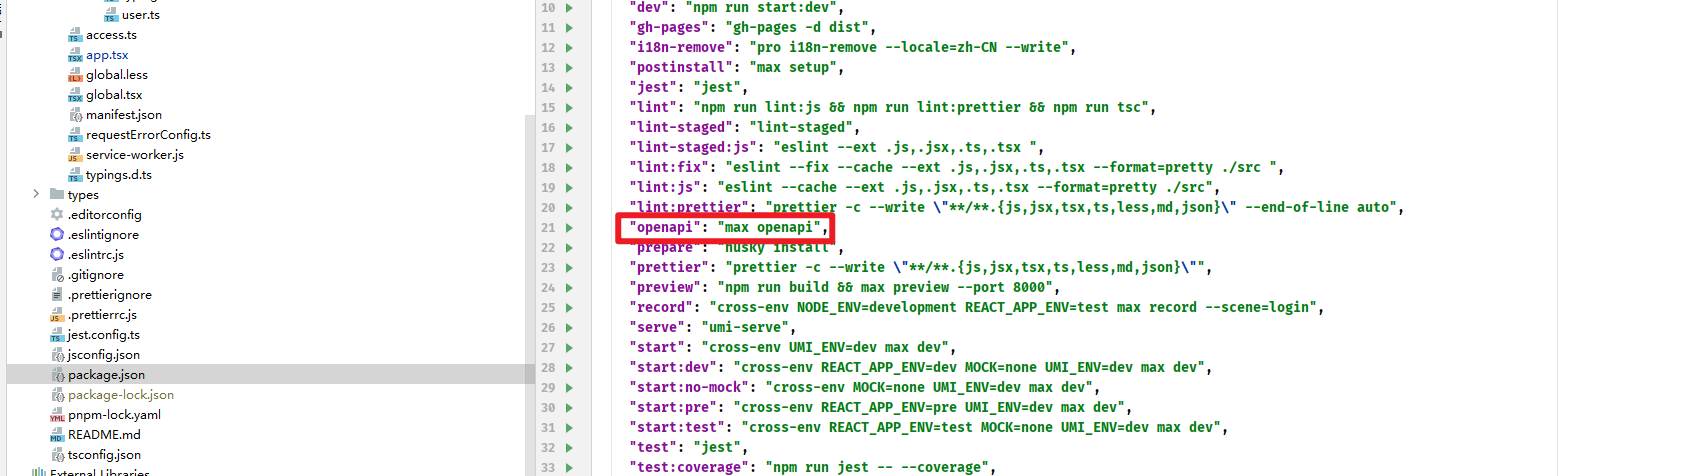 user.ts
access.ts
app.tsx
global.less
global.tsx
manifest.json
requestErrorConfig.ts
service-worker.js
typings.d.ts
types
.editorconfig
.eslintignore
.eslintrc.js
.gitignore
.prettierignore
.prettierrc.js
jest.config.ts
jsconfig.json
package.json
package-lock.json
pnpm-lock.yaml
README.md
tsconfig.json
External Libraries
10 "dev": "npm run start:dev",
11 "gh-pages": "gh-pages -d dist",
12 "i18n-remove": "pro i18n-remove --locale=zh-CN --write",
13 "postinstall": "max setup",
14 "jest": "jest",
15 "lint": "npm run lint:js && npm run lint:prettier && npm run tsc",
16 "lint-staged": "lint-staged",
17 "lint-staged:js": "eslint --ext .js,.jsx,.ts,.tsx ",
18 "lint:fix": "eslint --fix --cache --ext .js,.jsx,.ts,.tsx --format=pretty ./src ",
19 "lint:js": "eslint --cache --ext .js,.jsx,.ts,.tsx --format=pretty ./src",
20 "lint:prettier": "prettier -c --write \"**/**.{js,jsx,tsx,ts,less,md,json}\" --end-of-line auto",
21 "openapi": "max openapi",
22 "prepare": "husky install",
23 "prettier": "prettier -c --write \"**/**.{js,jsx,tsx,ts,less,md,json}\"",
24 "preview": "npm run build && max preview --port 8000",
25 "record": "cross-env NODE_ENV=development REACT_APP_ENV=test max record --scene=login",
26 "serve": "umi-serve",
27 "start": "cross-env UMI_ENV=dev max dev",
28 "start:dev": "cross-env REACT_APP_ENV=dev MOCK=none UMI_ENV=dev max dev",
29 "start:no-mock": "cross-env MOCK=none UMI_ENV=dev max dev",
30 "start:pre": "cross-env REACT_APP_ENV=pre UMI_ENV=dev max dev",
31 "start:test": "cross-env REACT_APP_ENV=test MOCK=none UMI_ENV=dev max dev",
32 "test": "jest",
33 "test:coverage": "npm run jest -- --coverage",